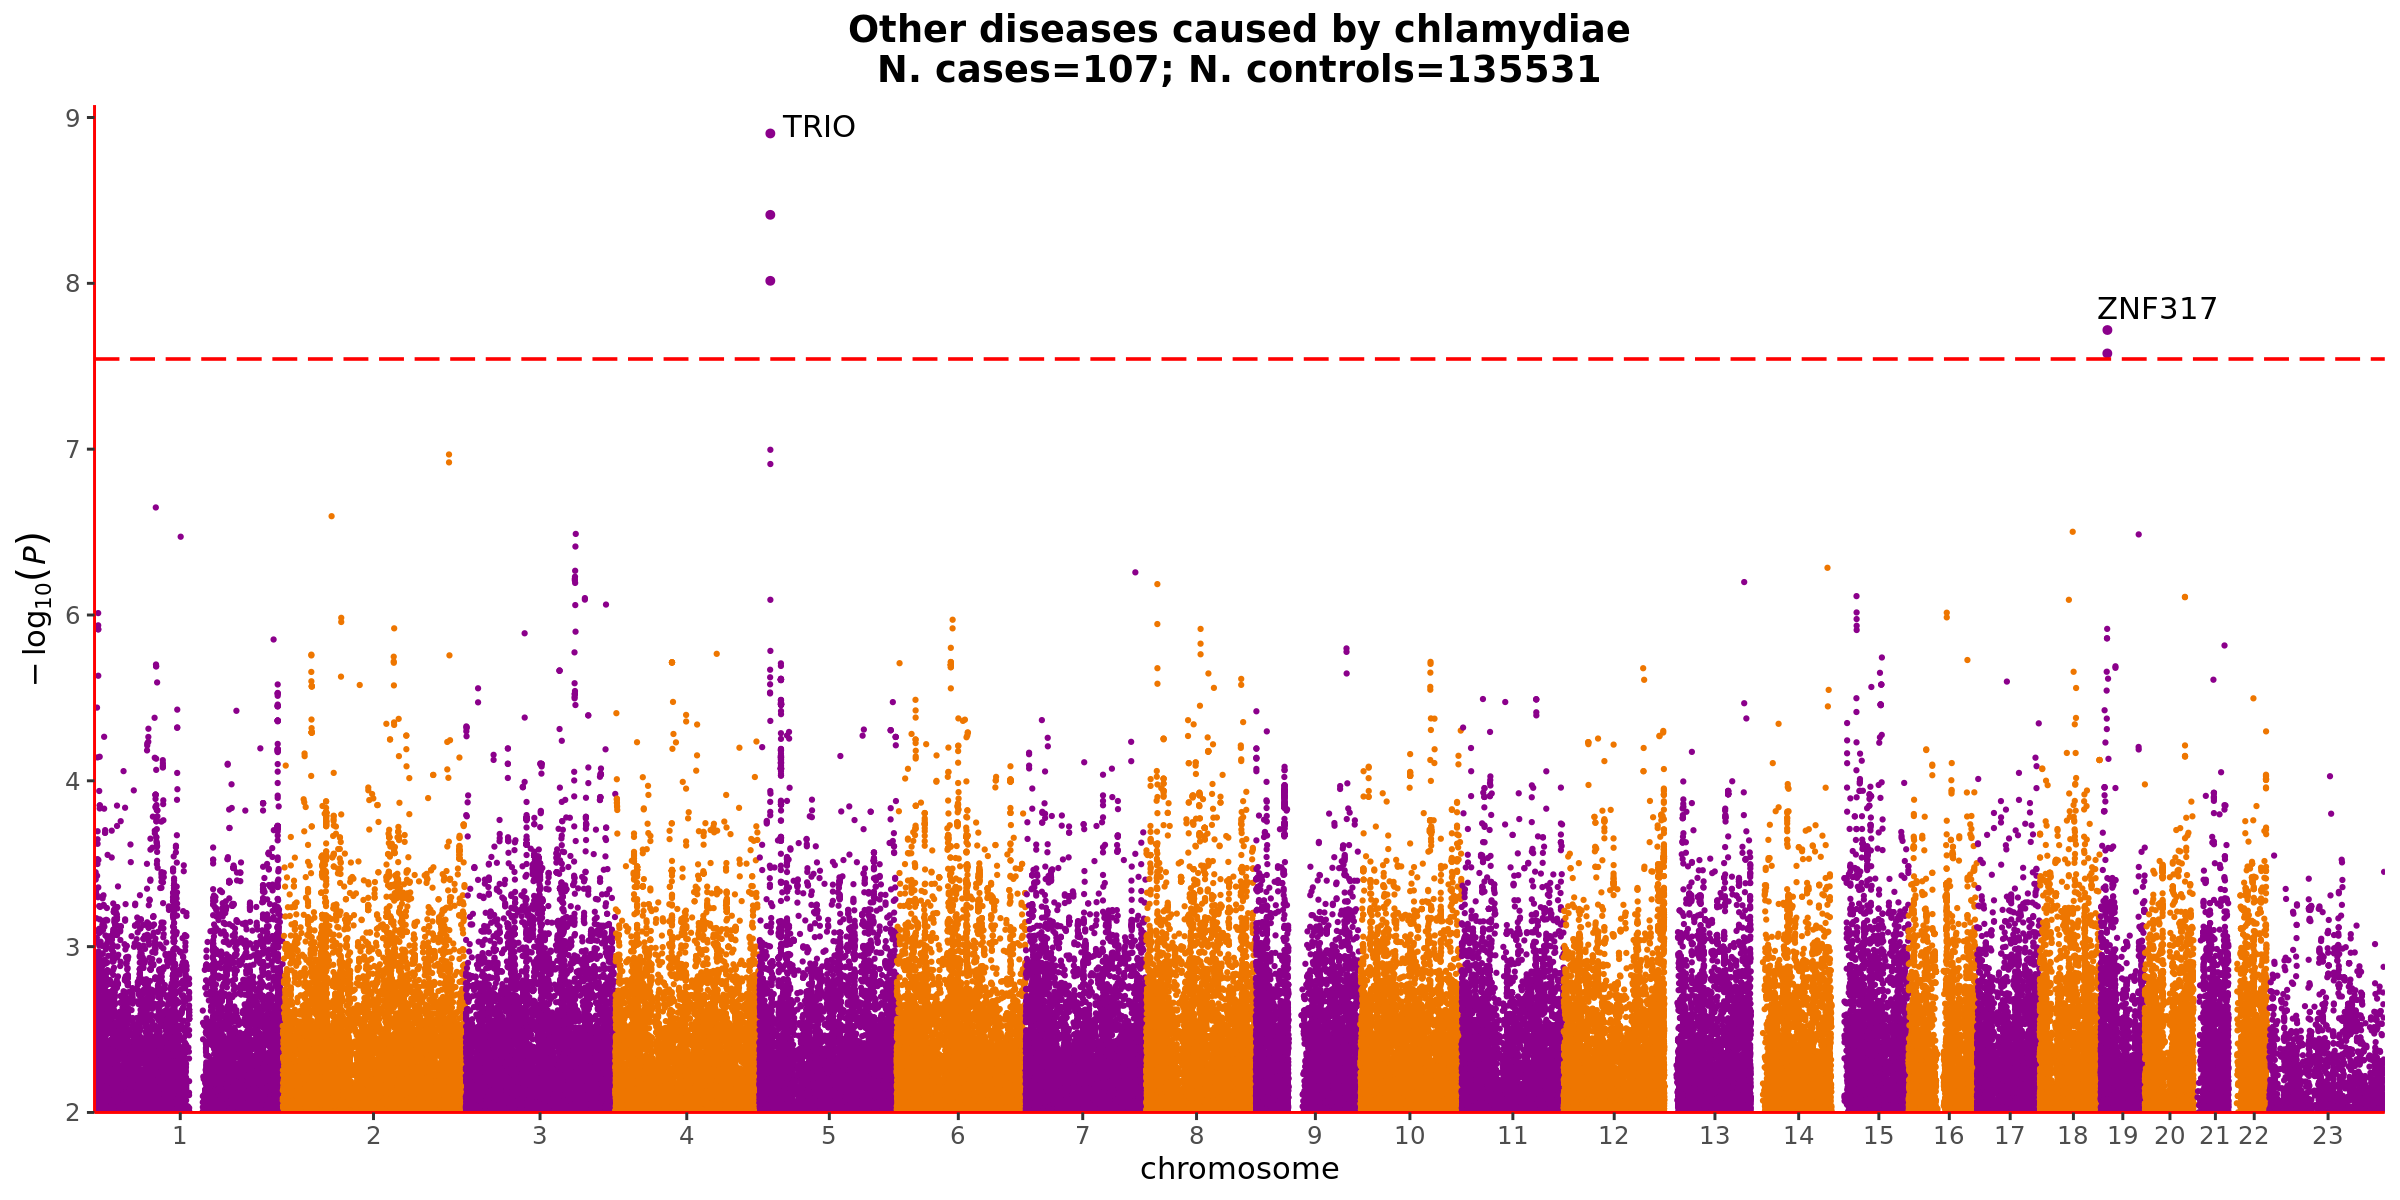 Other diseases caused by chlamydiae
N. cases=107; N. controls=135531
9
TRIO
8
ZNF317
7
−log10(P)
6
4
3
2
1 2 3 4 5 6 7 8 9 10 11 12 13 14 15 16 17 18 19 20 21 22 23
chromosome